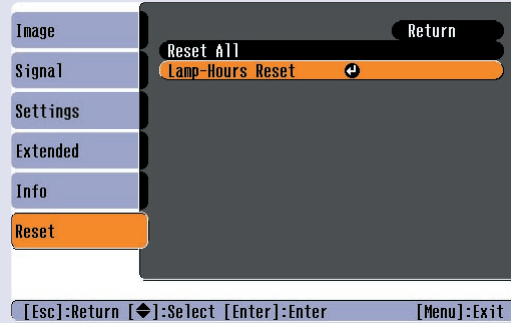 Image
Signal
Settings
Extended
Info
Reset
Return
Reset All
Lamp-Hours Reset
[Esc]:Return [◆]:Select [Enter]:Enter [Menu]:Exit